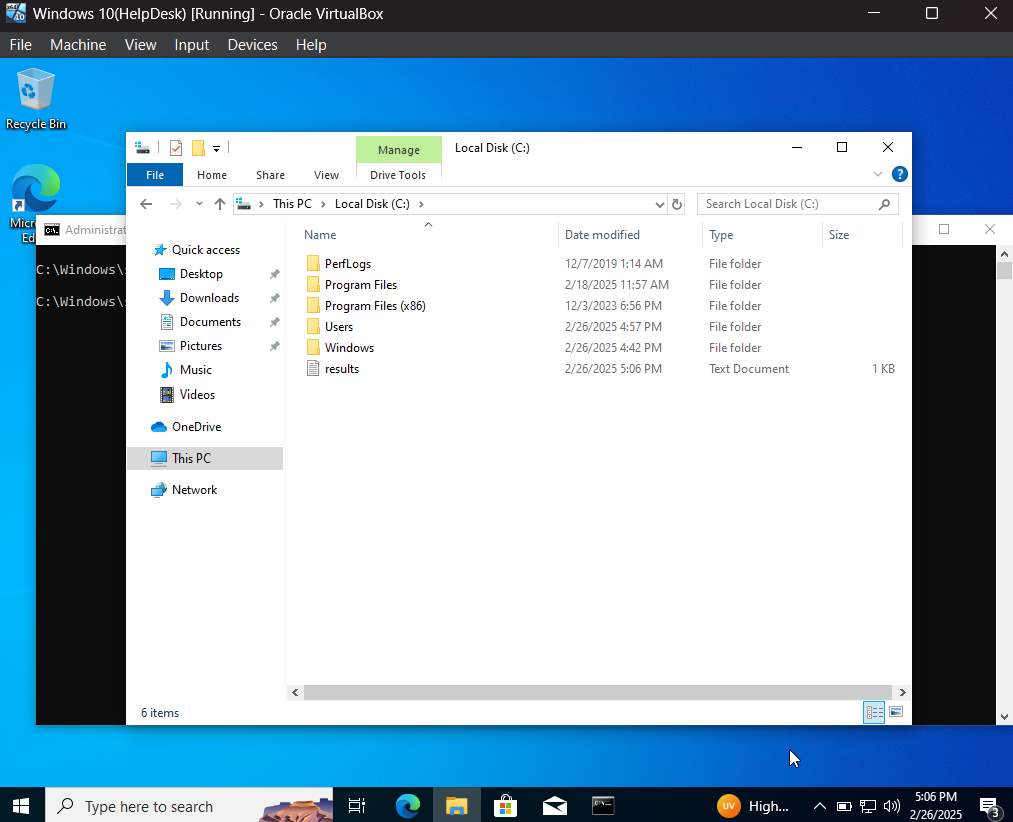 Windows 10(HelpDesk) [Running] - Oracle VirtualBox
File Machine View Input Devices Help
Recycle Bin
Manage Local Disk (C:)
File Home Share View Drive Tools
This PC Local Disk (C:) Search Local Disk (C:)
Micr
Ed
Administrat
C:\Windows\
C:\Windows\
Quick access
Desktop
Downloads
Documents
Pictures
Music
Videos
OneDrive
This PC
Network
Name Date modified Type Size
PerfLogs 12/7/2019 1:14 AM File folder
Program Files 2/18/2025 11:57 AM File folder
Program Files (x86) 12/3/2023 6:56 PM File folder
Users 2/26/2025 4:57 PM File folder
Windows 2/26/2025 4:42 PM File folder
results 2/26/2025 5:06 PM Text Document 1 KB
6 items
Type here to search
UV High...
5:06 PM
2/26/2025
3